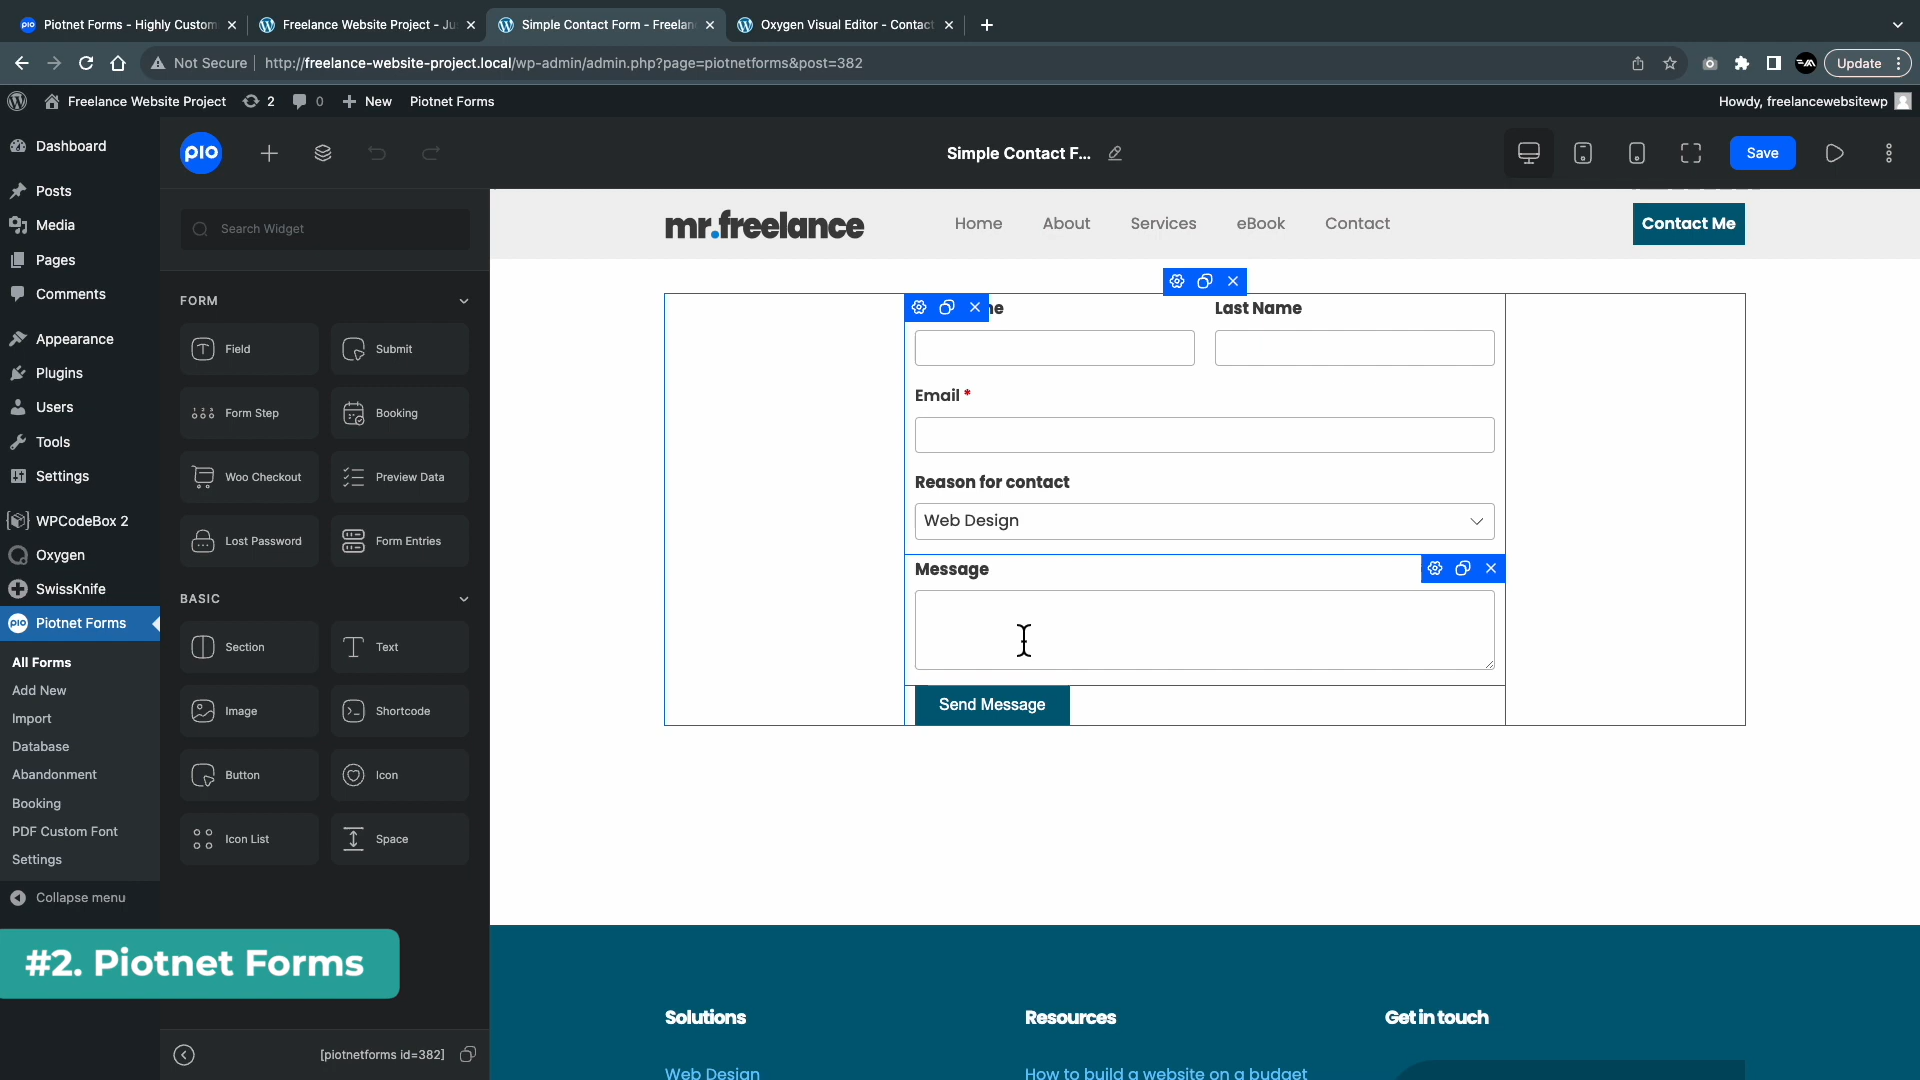 Piotnet Forms - Highly Custom
Freelance Website Project - Ju
Simple Contact Form - Freelan
Oxygen Visual Editor - Contact
Not Secure
http://freelance-website-project.local/wp-admin/admin.php?page=piotnetforms&post=382
Update
Freelance Website Project
2
0
New
Piotnet Forms
Howdy, freelancewebsitewp
Dashboard
Posts
Media
Pages
Comments
Appearance
Plugins
Users
Tools
Settings
WPCodeBox 2
Oxygen
SwissKnife
Piotnet Forms
All Forms
Add New
Import
Database
Abandonment
Booking
PDF Custom Font
Settings
Collapse menu
pio
Simple Contact F...
Save
Search Widget
FORM
Field
Submit
Form Step
Booking
Woo Checkout
Preview Data
Lost Password
Form Entries
BASIC
Section
Text
Image
Shortcode
Button
Icon
Icon List
Space
[piotnetforms id=382]
mr.freelance
Home
About
Services
eBook
Contact
Contact Me
Last Name
Email *
Reason for contact
Web Design
Message
Send Message
Solutions
Resources
Get in touch
Web Design
How to build a website on a budget
#2. Piotnet Forms